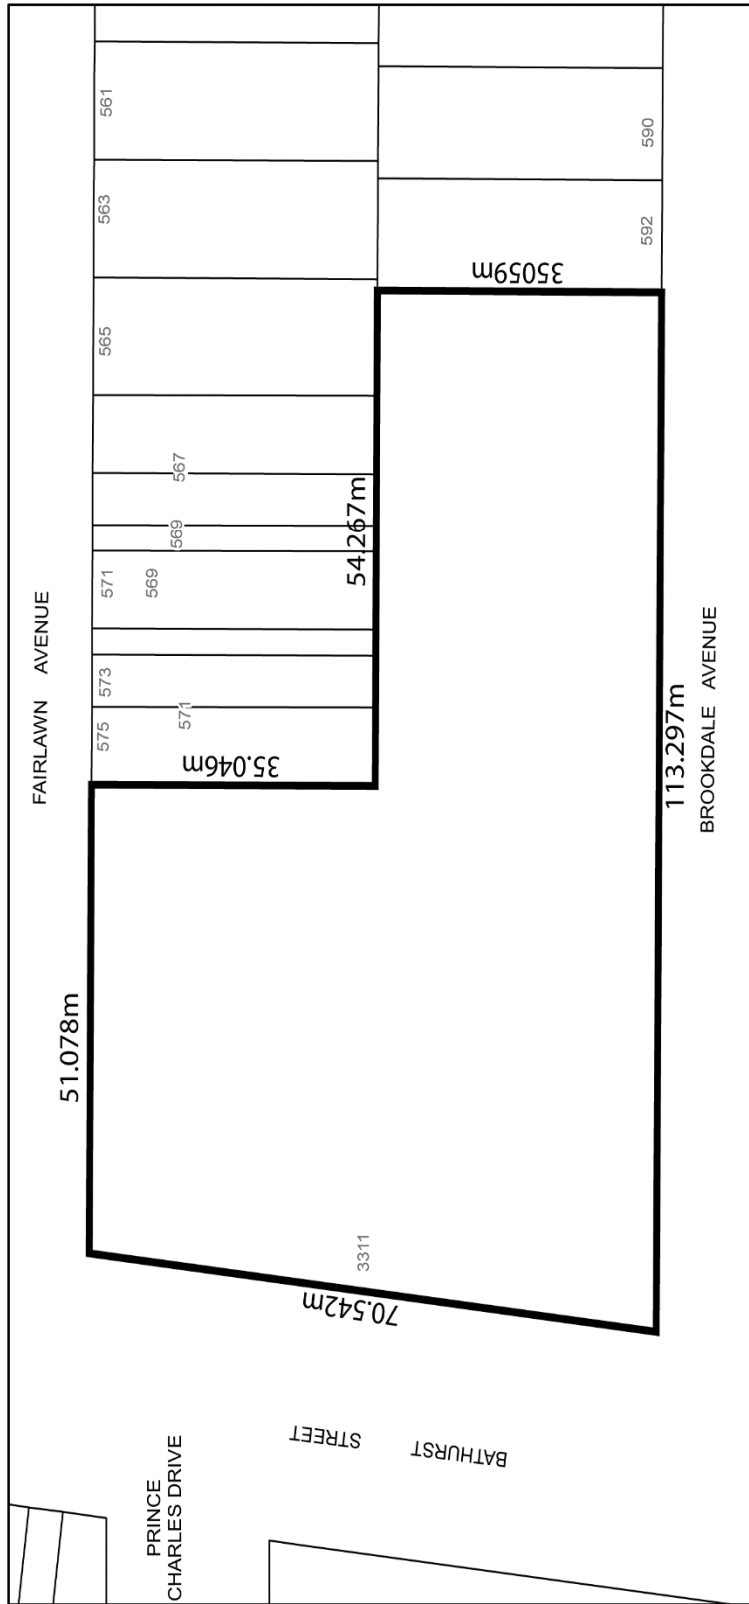 561
563
565
567
569
571
569
573
571
575
590
592
35059m
54.267m
35.046m
51.078m
113.297m
70.542m
3311
FAIRLAWN AVENUE
BROOKDALE AVENUE
BATHURST STREET
PRINCE
CHARLES DRIVE